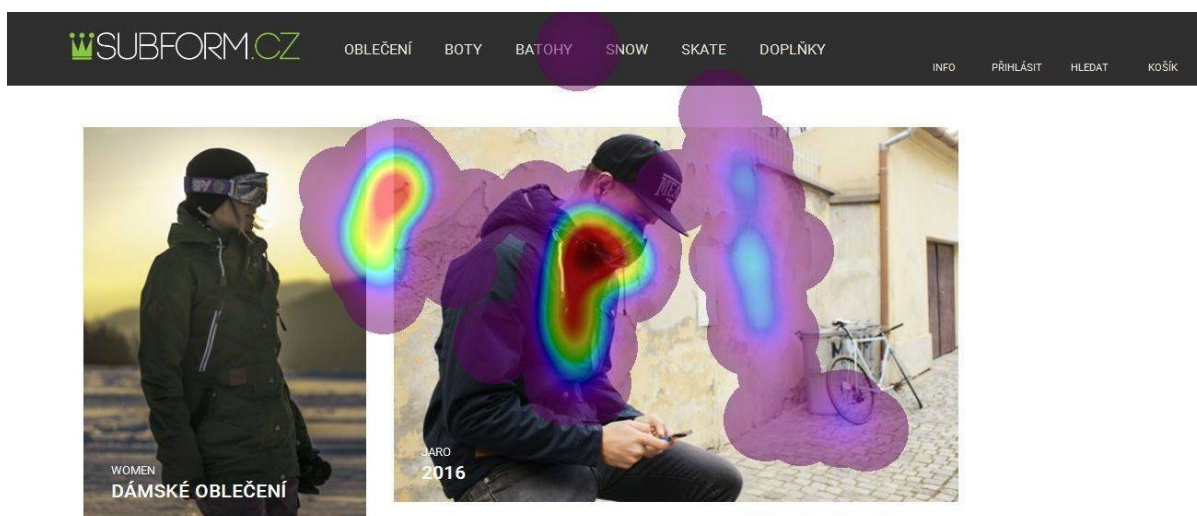 SUBFORM.CZ
OBLEČENÍ BOTY BATOHY SNOW SKATE DOPLŇKY
INFO PŘIHLÁSIT HLEDAT KOŠÍK
WOMEN
DÁMSKÉ OBLEČENÍ
JARO
2016